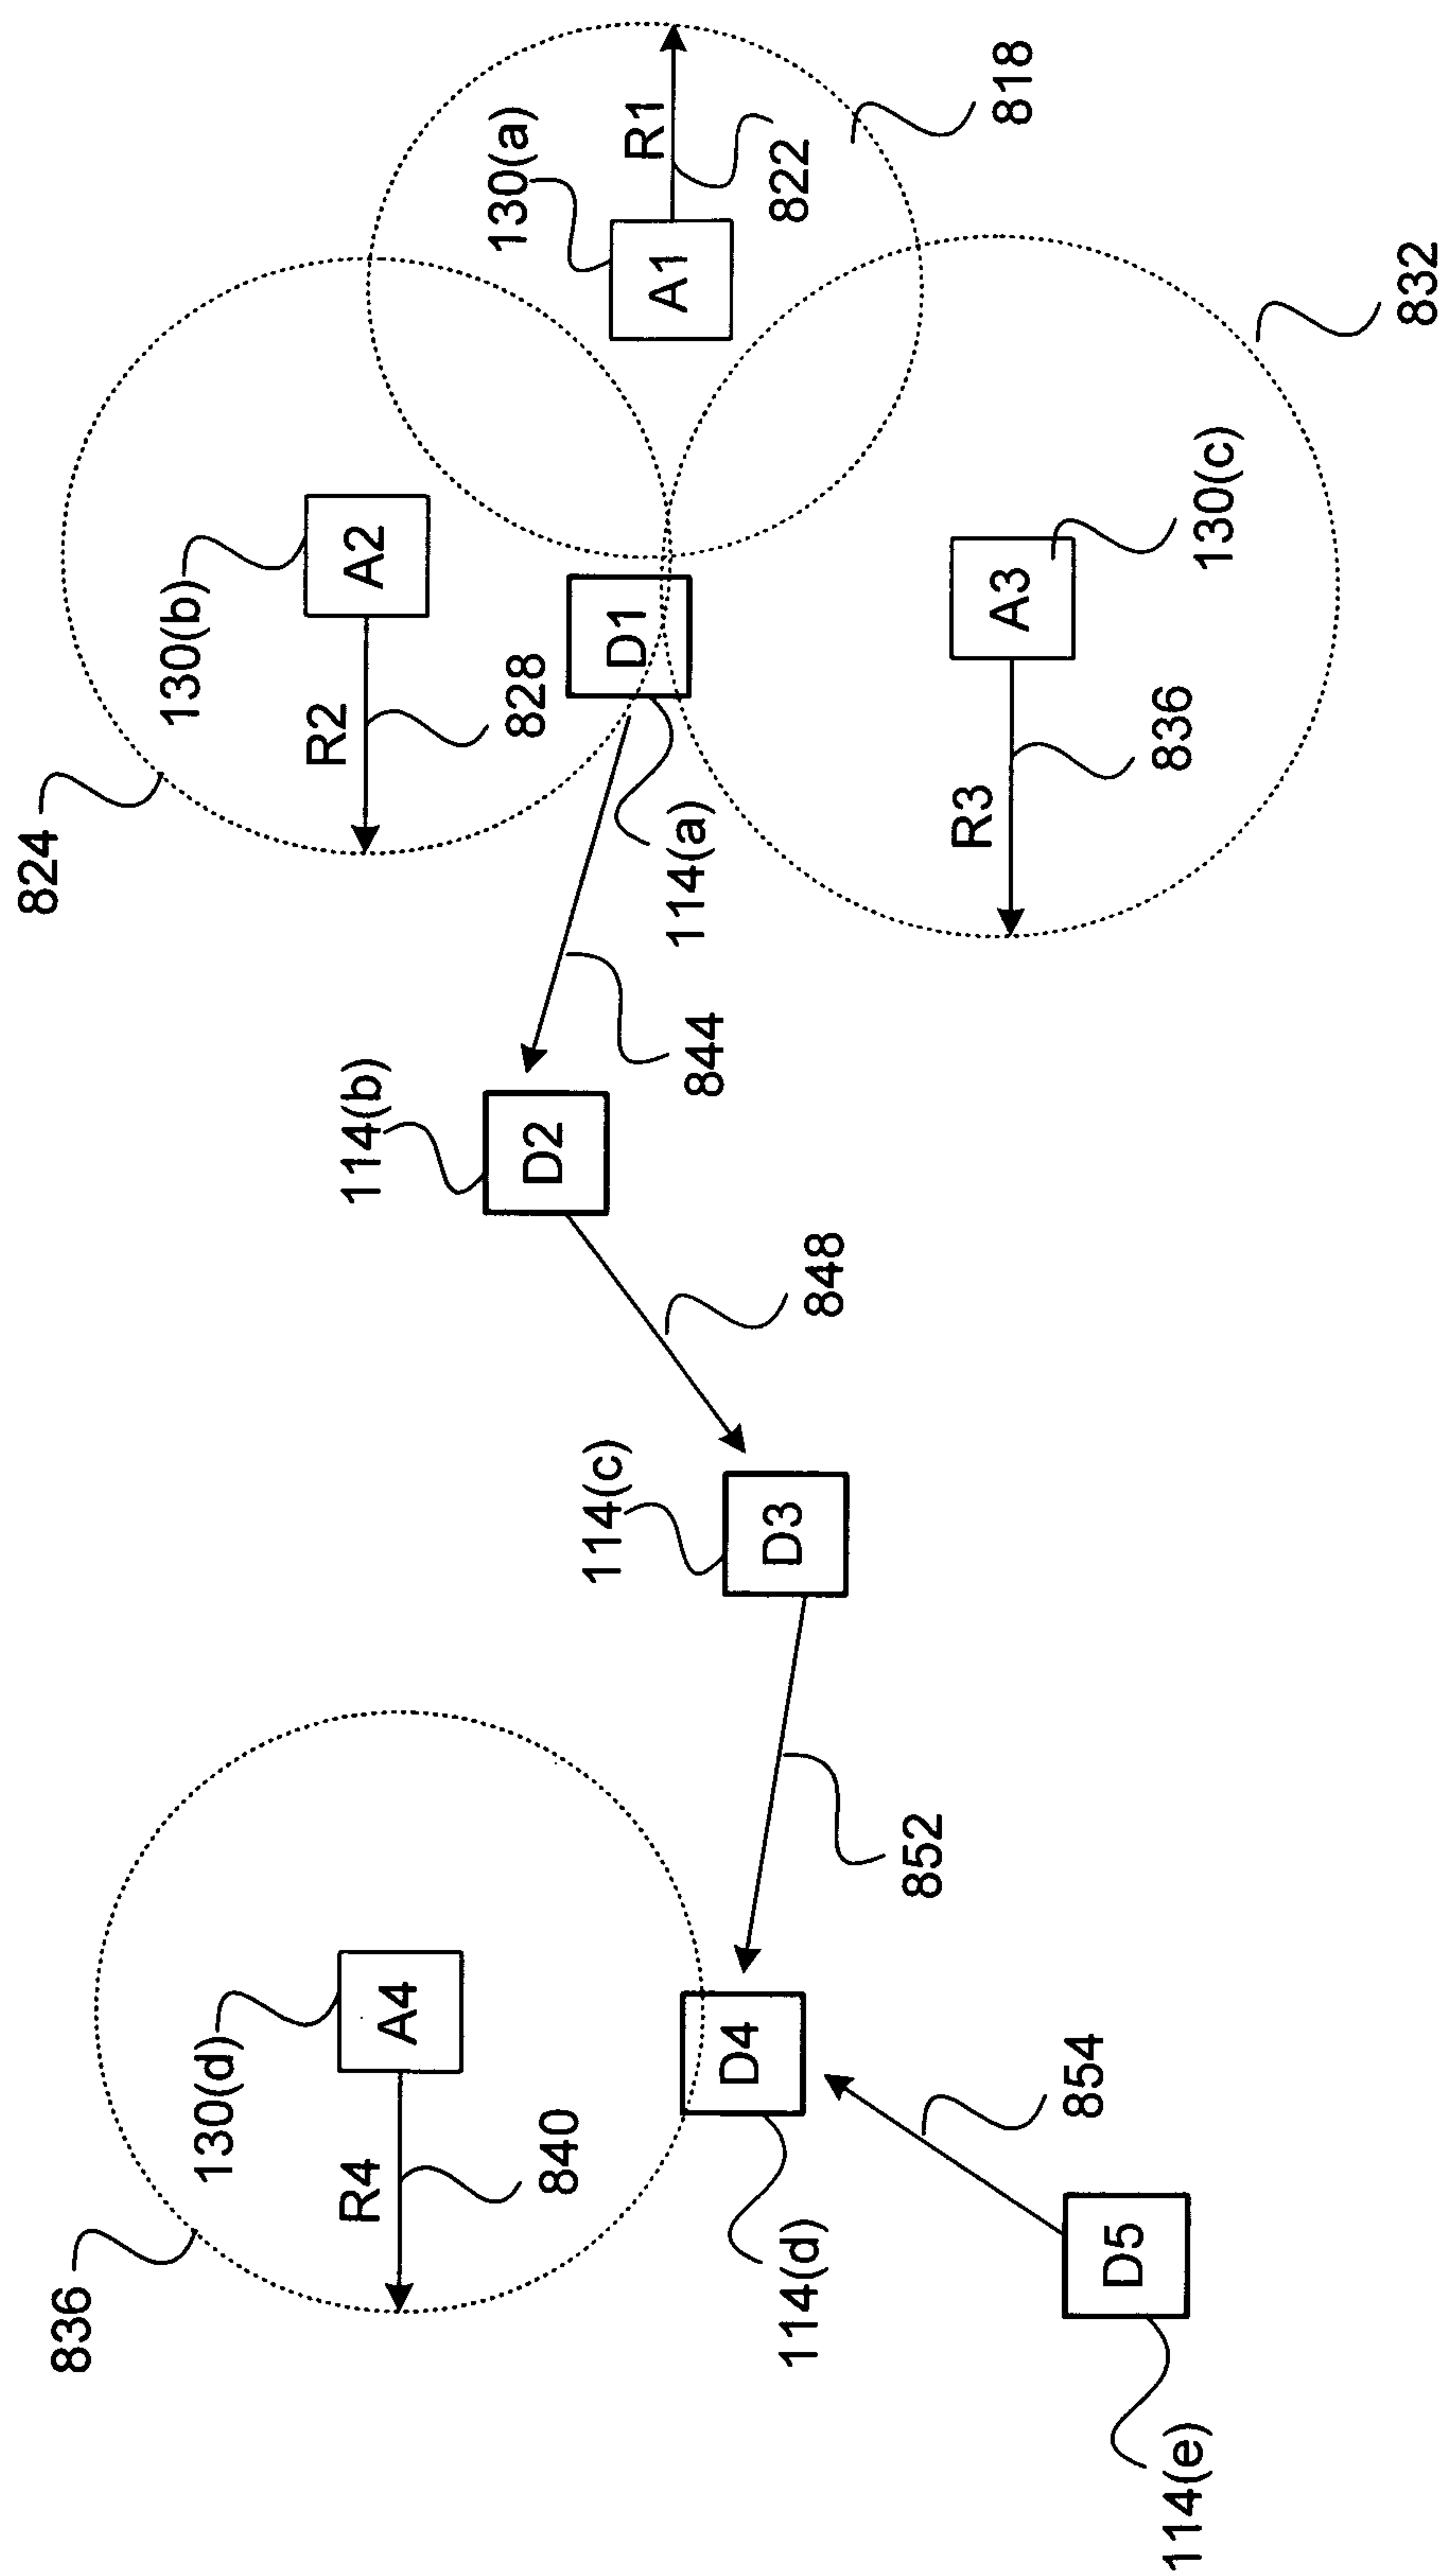 836
130(d)
A4
R4
840
D4
114(d)
854
D5
114(e)
852
114(c)
D3
848
114(b)
D2
844
824
130(b)
A2
R2
828
D1
114(a)
130(a)
A1
R1
822
818
A3
130(c)
R3
836
832